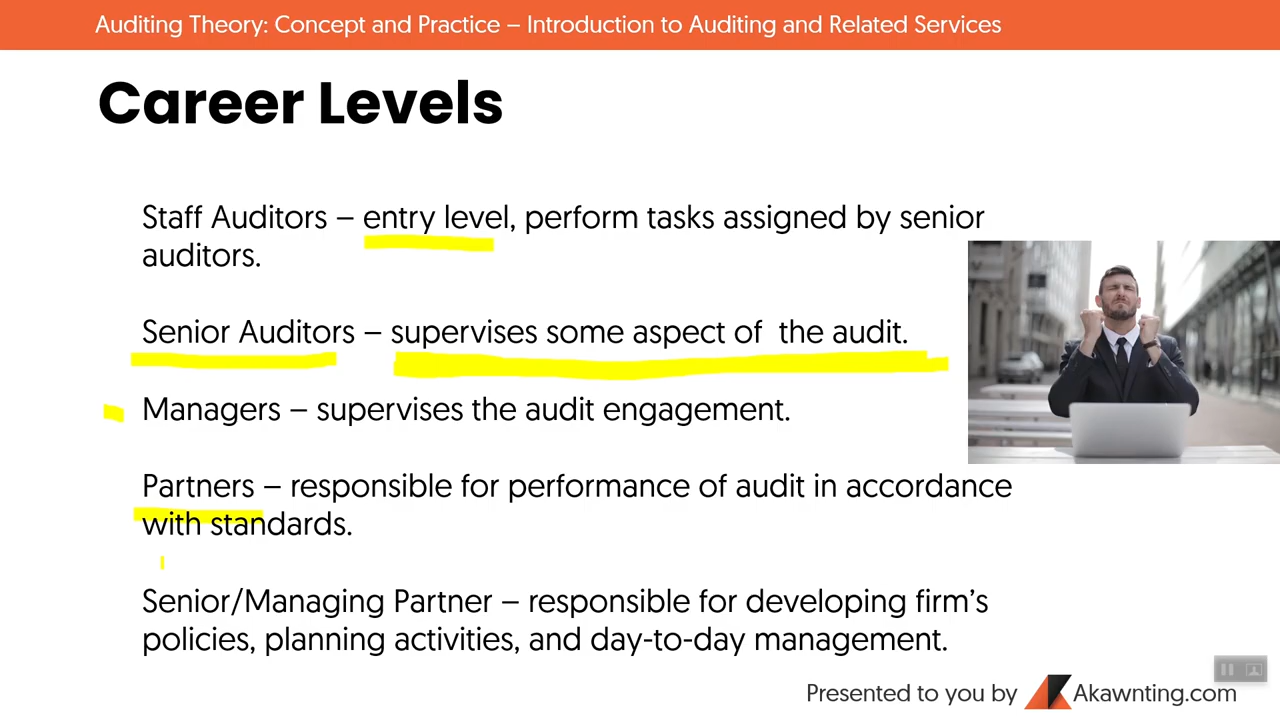 Auditing Theory: Concept and Practice – Introduction to Auditing and Related Services
Career Levels
Staff Auditors – entry level, perform tasks assigned by senior
auditors.
Senior Auditors – supervises some aspect of  the audit.
Managers – supervises the audit engagement.
Partners – responsible for performance of audit in accordance
with standards.
Senior/Managing Partner – responsible for developing firm’s
policies, planning activities, and day-to-day management.
Presented to you by Akawnting.com